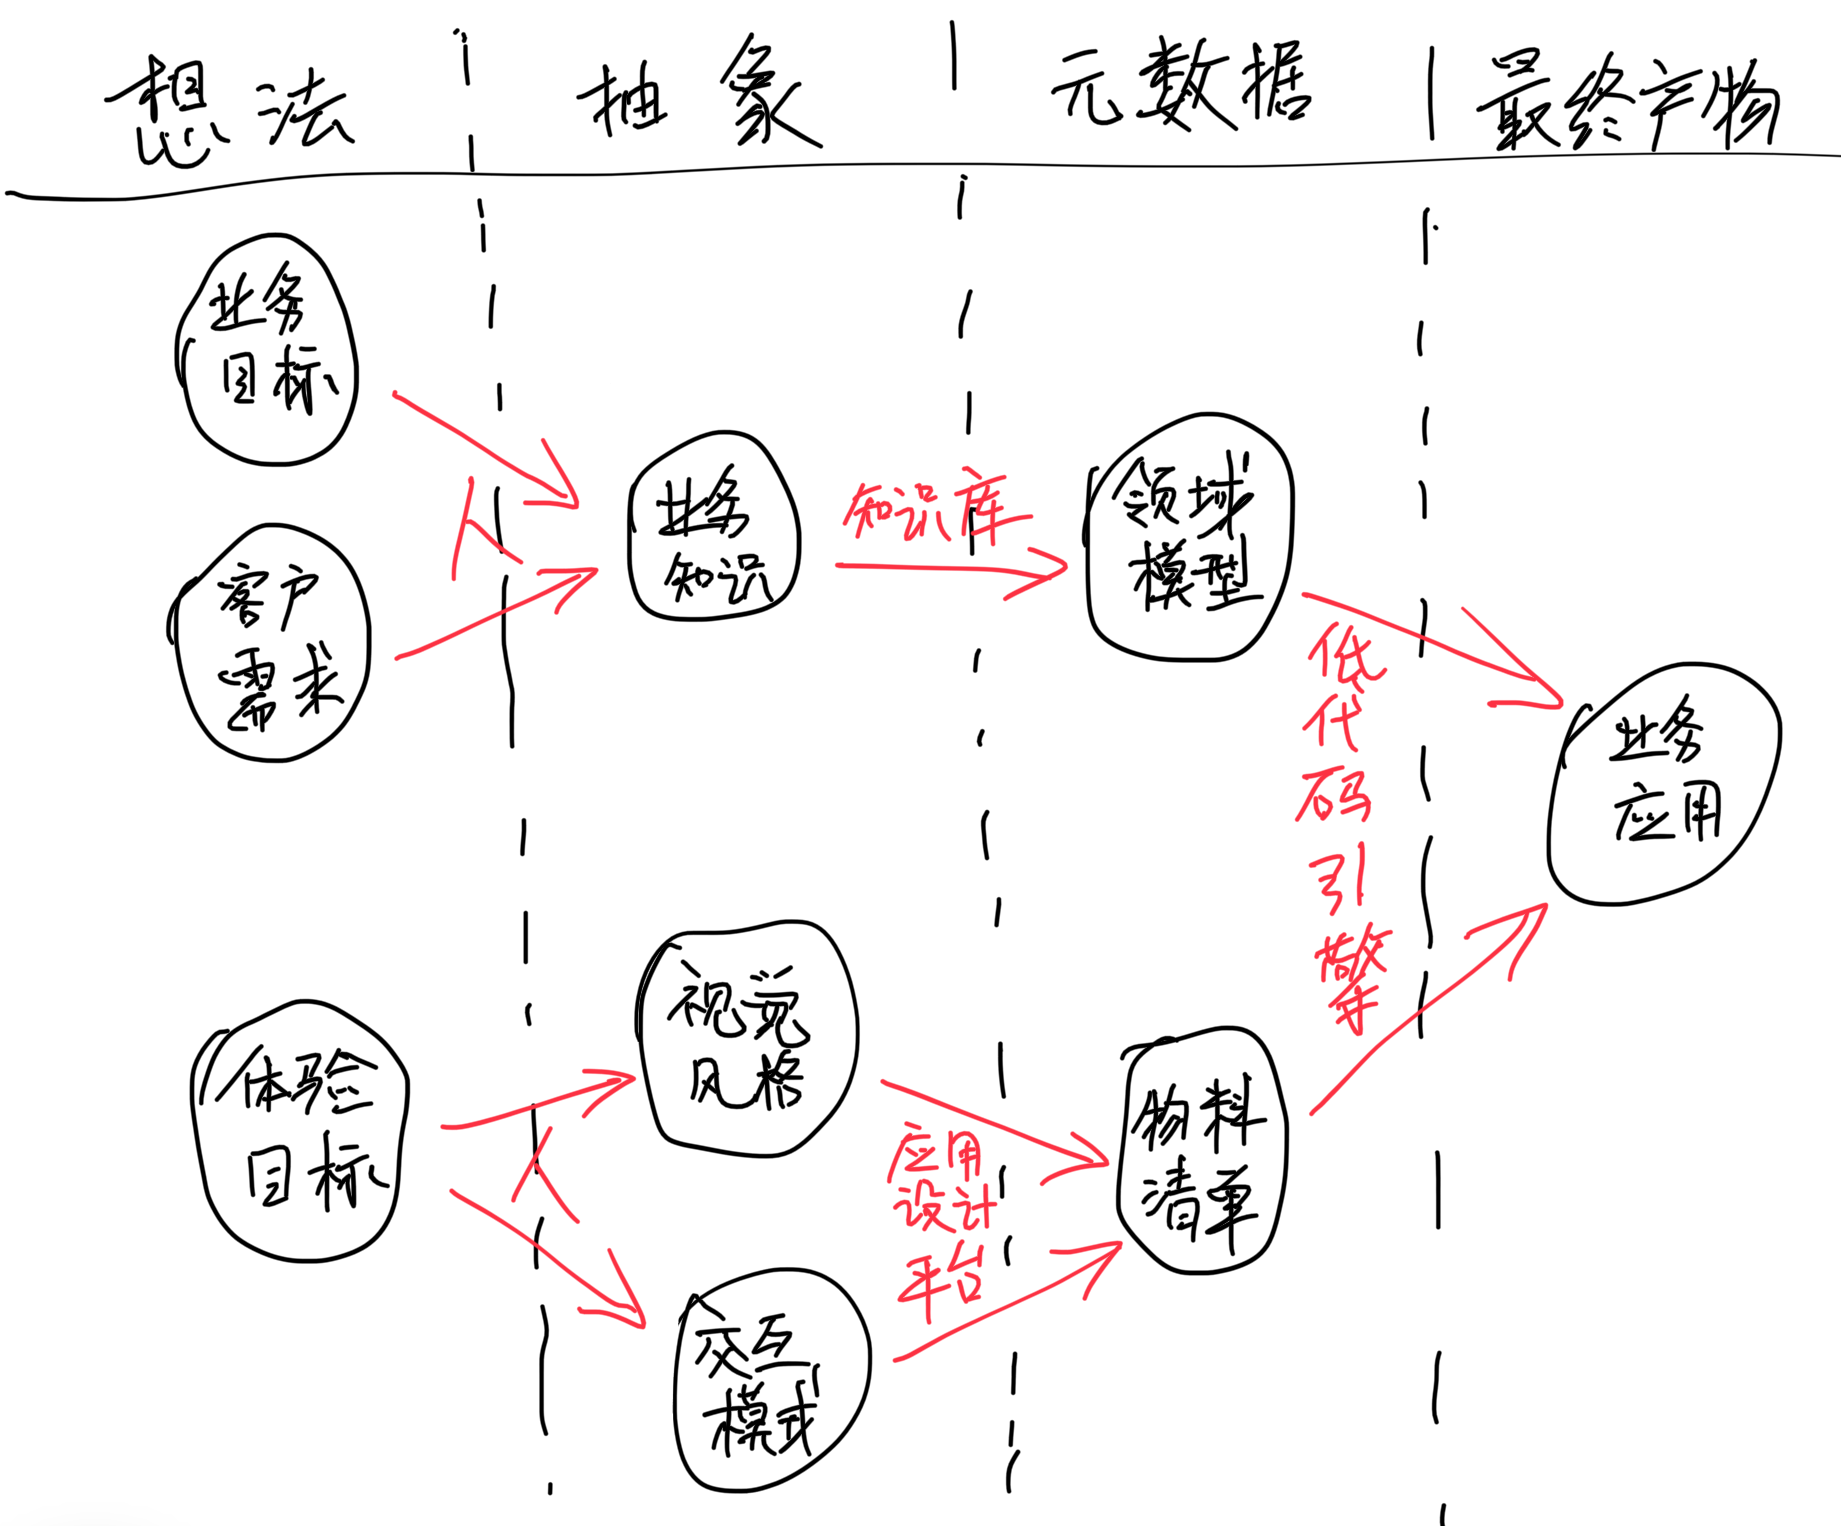 想法
抽象
元数据
最终产物
业务
目标
客户
需求
人
业务
知识
知识库
领域
模型
低
代
码
引
擎
业务
应用
体验
目标
人
视觉
风格
交互
模式
应用
设计
平台
物料
清单